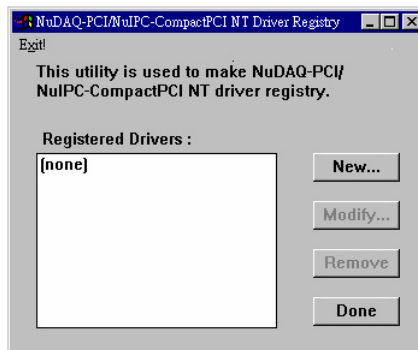 NuDAQ-PCI/NuIPC-CompactPCI NT Driver Registry
Exit!
This utility is used to make NuDAQ-PCI/
NuIPC-CompactPCI NT driver registry.
Registered Drivers :
(none)
New...
Modify...
Remove
Done